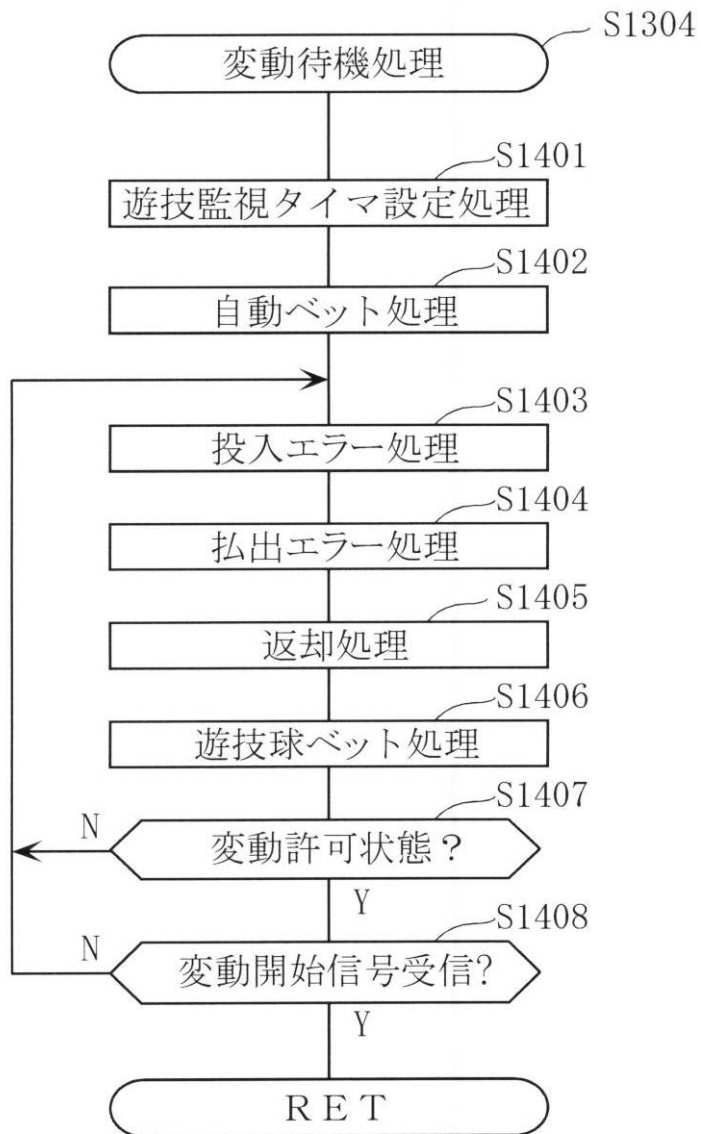 S1304
変動待機処理
S1401
遊技監視タイマ設定処理
S1402
自動ベット処理
S1403
投入エラー処理
S1404
払出エラー処理
S1405
返却処理
S1406
遊技球ベット処理
S1407
N
変動許可状態？
Y
S1408
N
変動開始信号受信?
Y
RET